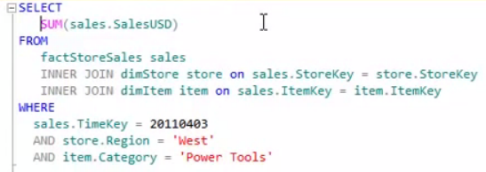 SELECT
SUM(sales.SalesUSD)
FROM
factStoreSales sales
INNER JOIN dimStore store on sales.StoreKey = store.StoreKey
INNER JOIN dimItem item on sales.ItemKey = item.ItemKey
WHERE
sales.TimeKey = 20110403
AND store.Region = 'West'
AND item.Category = 'Power Tools'